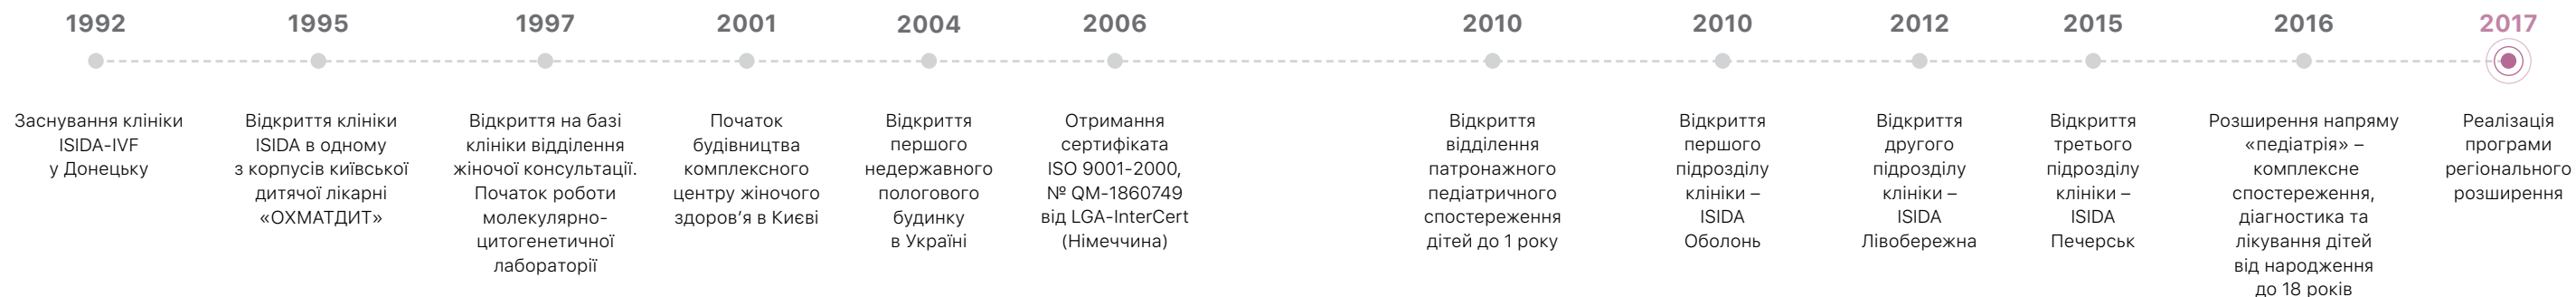 1992
Заснування клініки
ISIDA-IVF
у Донецьку
1995
Відкриття клініки
ISIDA в одному
з корпусів київської
дитячої лікарні
«ОХМАТДИТ»
1997
Відкриття на базі
клініки відділення
жіночої консультації.
Початок роботи
молекулярно-
цитогенетичної
лабораторії
2001
Початок
будівництва
комплексного
центру жіночого
здоров’я в Києві
2004
Відкриття
першого
недержавного
пологового
будинку
в Україні
2006
Отримання
сертифіката
ISO 9001-2000,
№ QM-1860749
від LGA-InterCert
(Німеччина)
2010
Відкриття
відділення
патронажного
педіатричного
спостереження
дітей до 1 року
2010
Відкриття
першого
підрозділу
клініки –
ISIDA
Оболонь
2012
Відкриття
другого
підрозділу
клініки –
ISIDA
Лівобережна
2015
Відкриття
третього
підрозділу
клініки –
ISIDA
Печерськ
2016
Розширення напряму
«педіатрія» –
комплексне
спостереження,
діагностика та
лікування дітей
від народження
до 18 років
2017
Реалізація
програми
регіонального
розширення